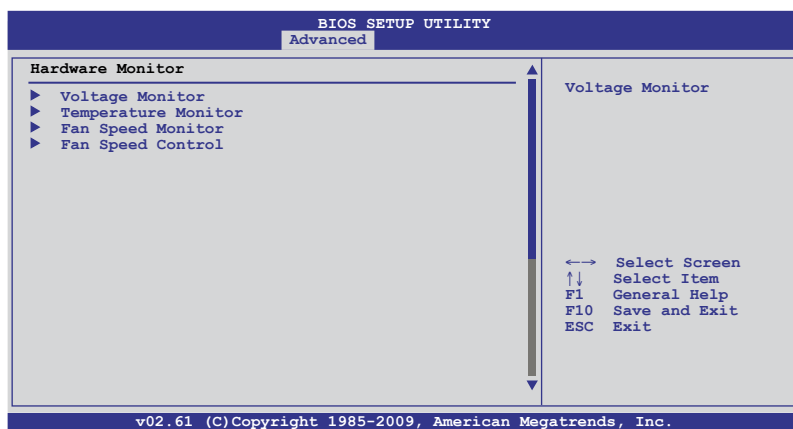 BIOS SETUP UTILITY
Advanced
Hardware Monitor
▶ Voltage Monitor
▶ Temperature Monitor
▶ Fan Speed Monitor
▶ Fan Speed Control
Voltage Monitor
←→ Select Screen
↑↓ Select Item
F1 General Help
F10 Save and Exit
ESC Exit
v02.61 (C)Copyright 1985-2009, American Megatrends, Inc.